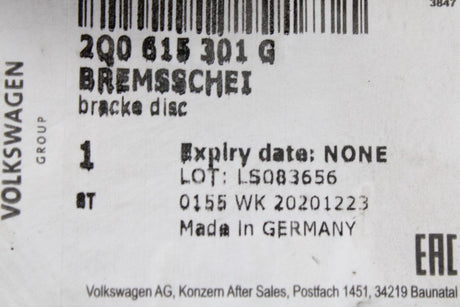 3847
2Q0 615 301 G
BREMSSCHEI
bracke disc
1
Expiry date: NONE
LOT: LS083656
ST
0155 WK 20201223
Made in GERMANY
VOLKSWAGEN
GROUP
EAC
Volkswagen AG, Konzern After Sales, Postfach 1451, 34219 Baunatal